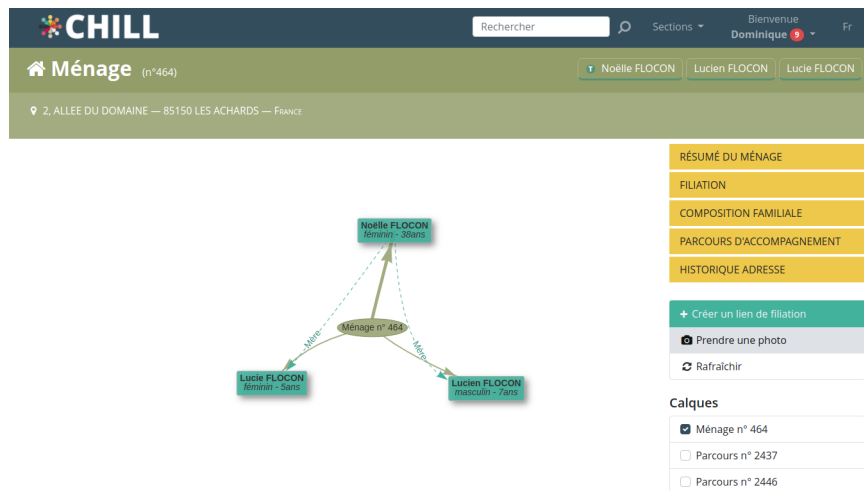 CHILL
Rechercher
Sections
Bienvenue
Dominique 9
Fr
Ménage (n°464)
T Noëlle FLOCON
Lucien FLOCON
Lucie FLOCON
2, ALLEE DU DOMAINE — 85150 LES ACHARDS — FRANCE
RÉSUMÉ DU MÉNAGE
FILIATION
COMPOSITION FAMILIALE
PARCOURS D'ACCOMPAGNEMENT
HISTORIQUE ADRESSE
Noëlle FLOCON
féminin - 38ans
Ménage n° 464
Mère
Mère
Lucie FLOCON
féminin - 5ans
Lucien FLOCON
masculin - 7ans
+ Créer un lien de filiation
Prendre une photo
Rafraîchir
Calques
Ménage n° 464
Parcours n° 2437
Parcours n° 2446